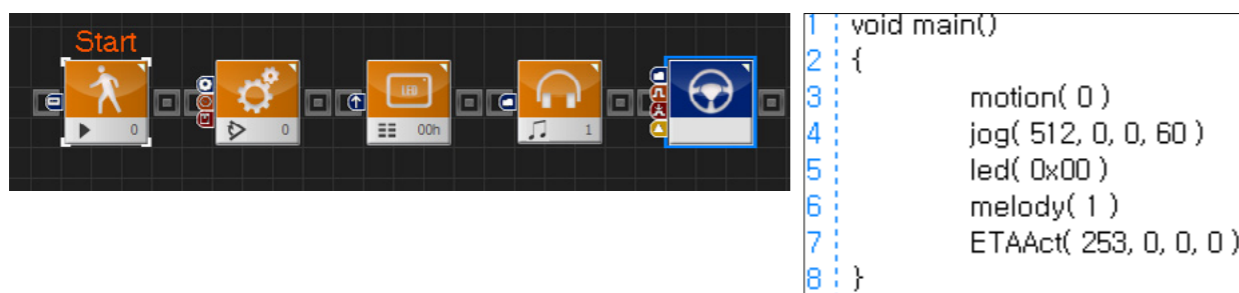 Start
0
0
LED
00h
1
1 void main()
2 {
3 motion( 0 )
4 jog( 512, 0, 0, 60 )
5 led( 0x00 )
6 melody( 1 )
7 ETAAct( 253, 0, 0, 0 )
8 }